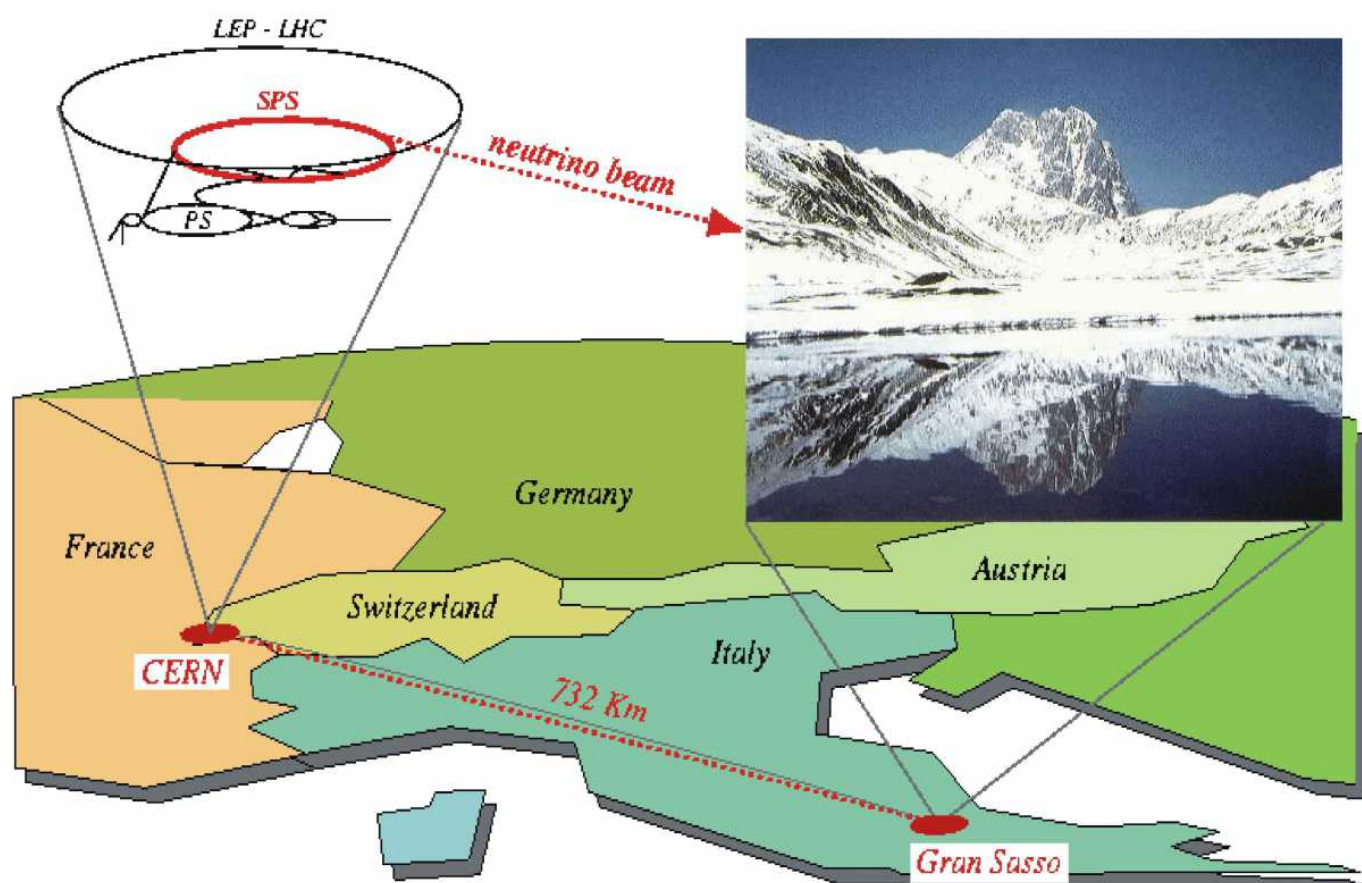 LEP - LHC
SPS
neutrino beam
PS
Germany
France
Austria
Switzerland
Italy
CERN
732 Km
Gran Sasso